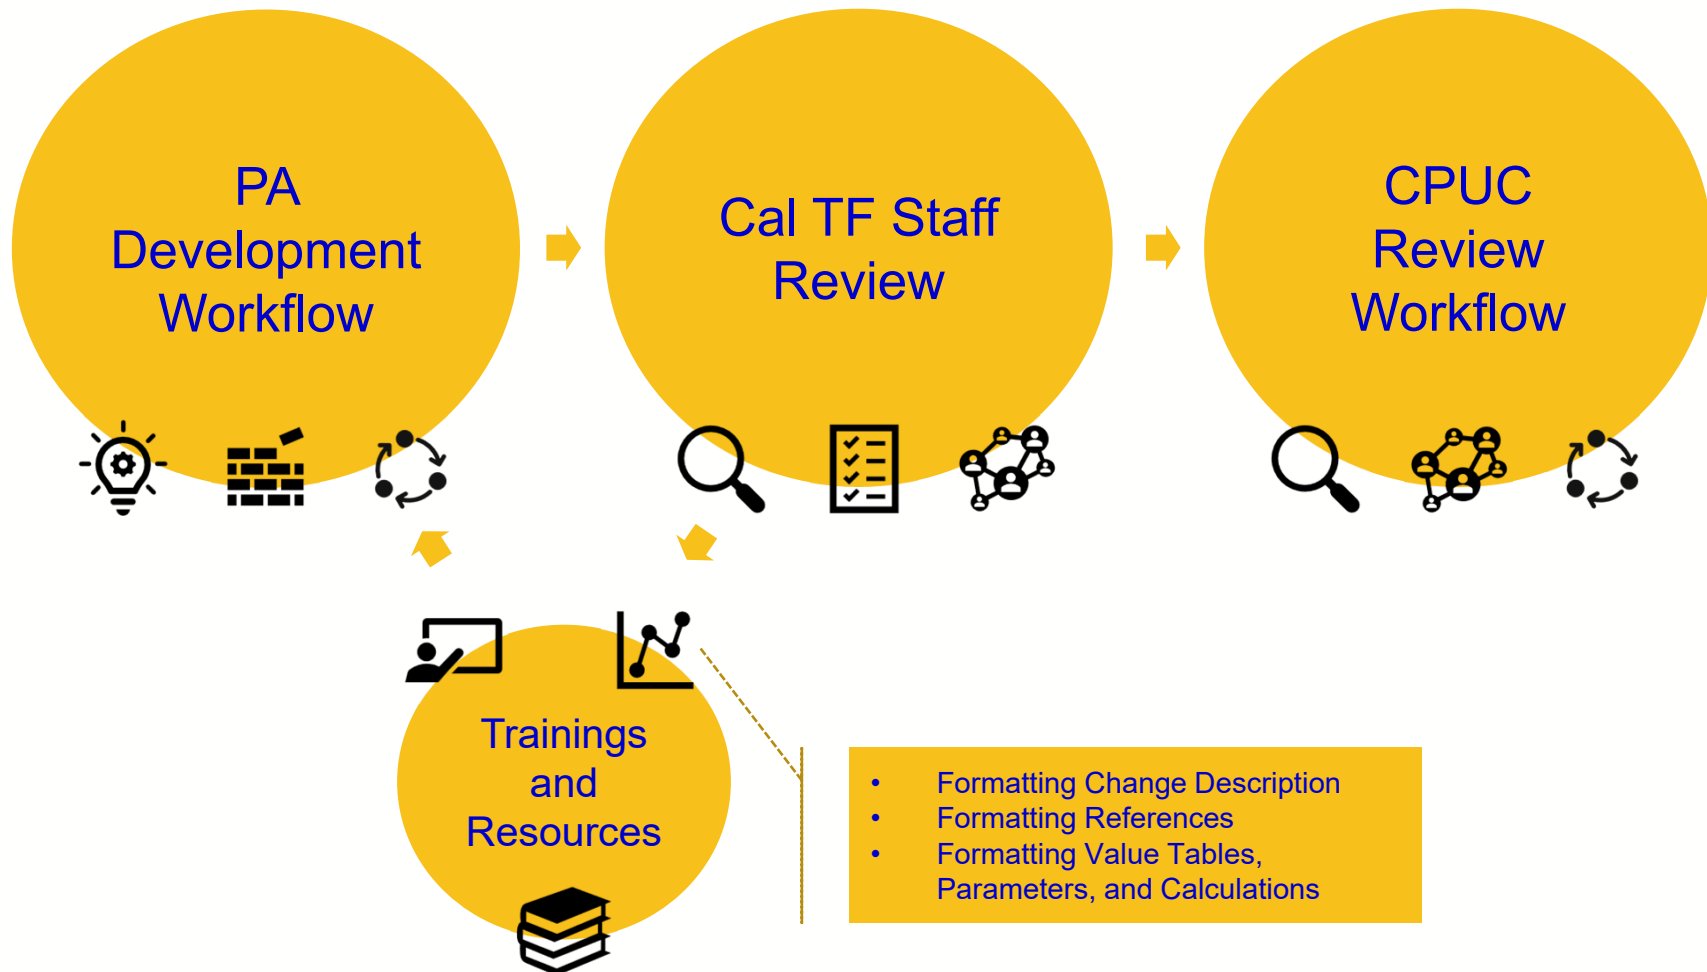 PA
Development
Workflow
Cal TF Staff
Review
CPUC
Review
Workflow
Trainings
and
Resources
• Formatting Change Description
• Formatting References
• Formatting Value Tables,
Parameters, and Calculations